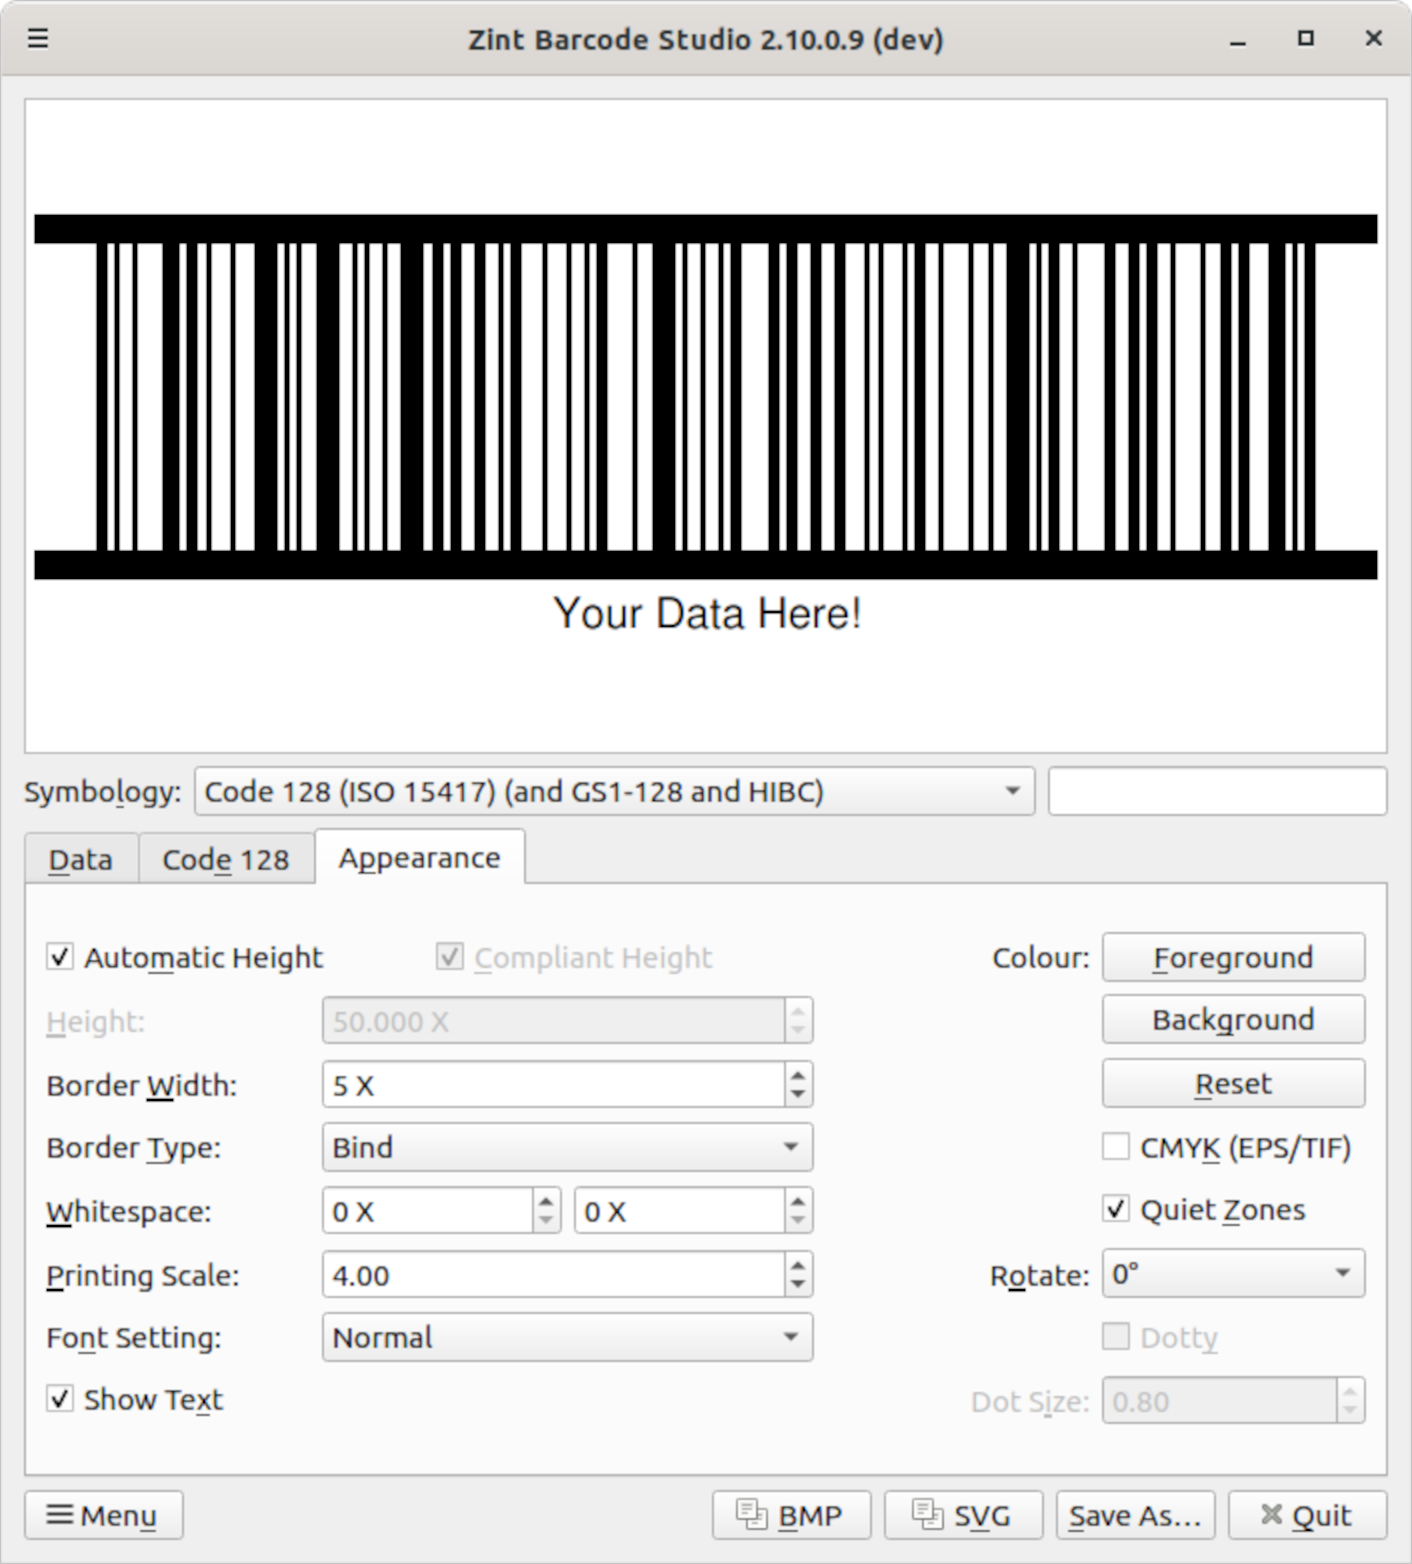 Zint Barcode Studio 2.10.0.9 (dev)
Your Data Here!
Symbology: Code 128 (ISO 15417) (and GS1-128 and HIBC)
Data Code 128 Appearance
Automatic Height Compliant Height Colour: Foreground
Height: 50.000 X Background
Border Width: 5 X Reset
Border Type: Bind CMYK (EPS/TIF)
Whitespace: 0 X 0 X Quiet Zones
Printing Scale: 4.00 Rotate: 0°
Font Setting: Normal Dotty
Show Text Dot Size: 0.80
Menu BMP SVG Save As... Quit